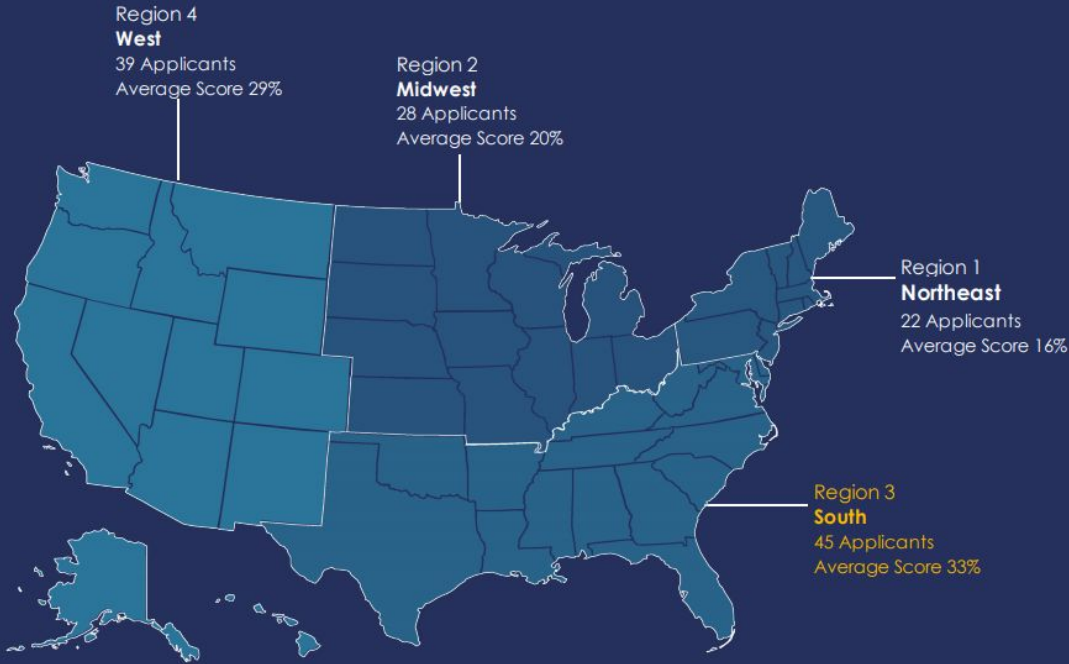 Region 4
West
39 Applicants
Average Score 29%
Region 2
Midwest
28 Applicants
Average Score 20%
Region 1
Northeast
22 Applicants
Average Score 16%
Region 3
South
45 Applicants
Average Score 33%